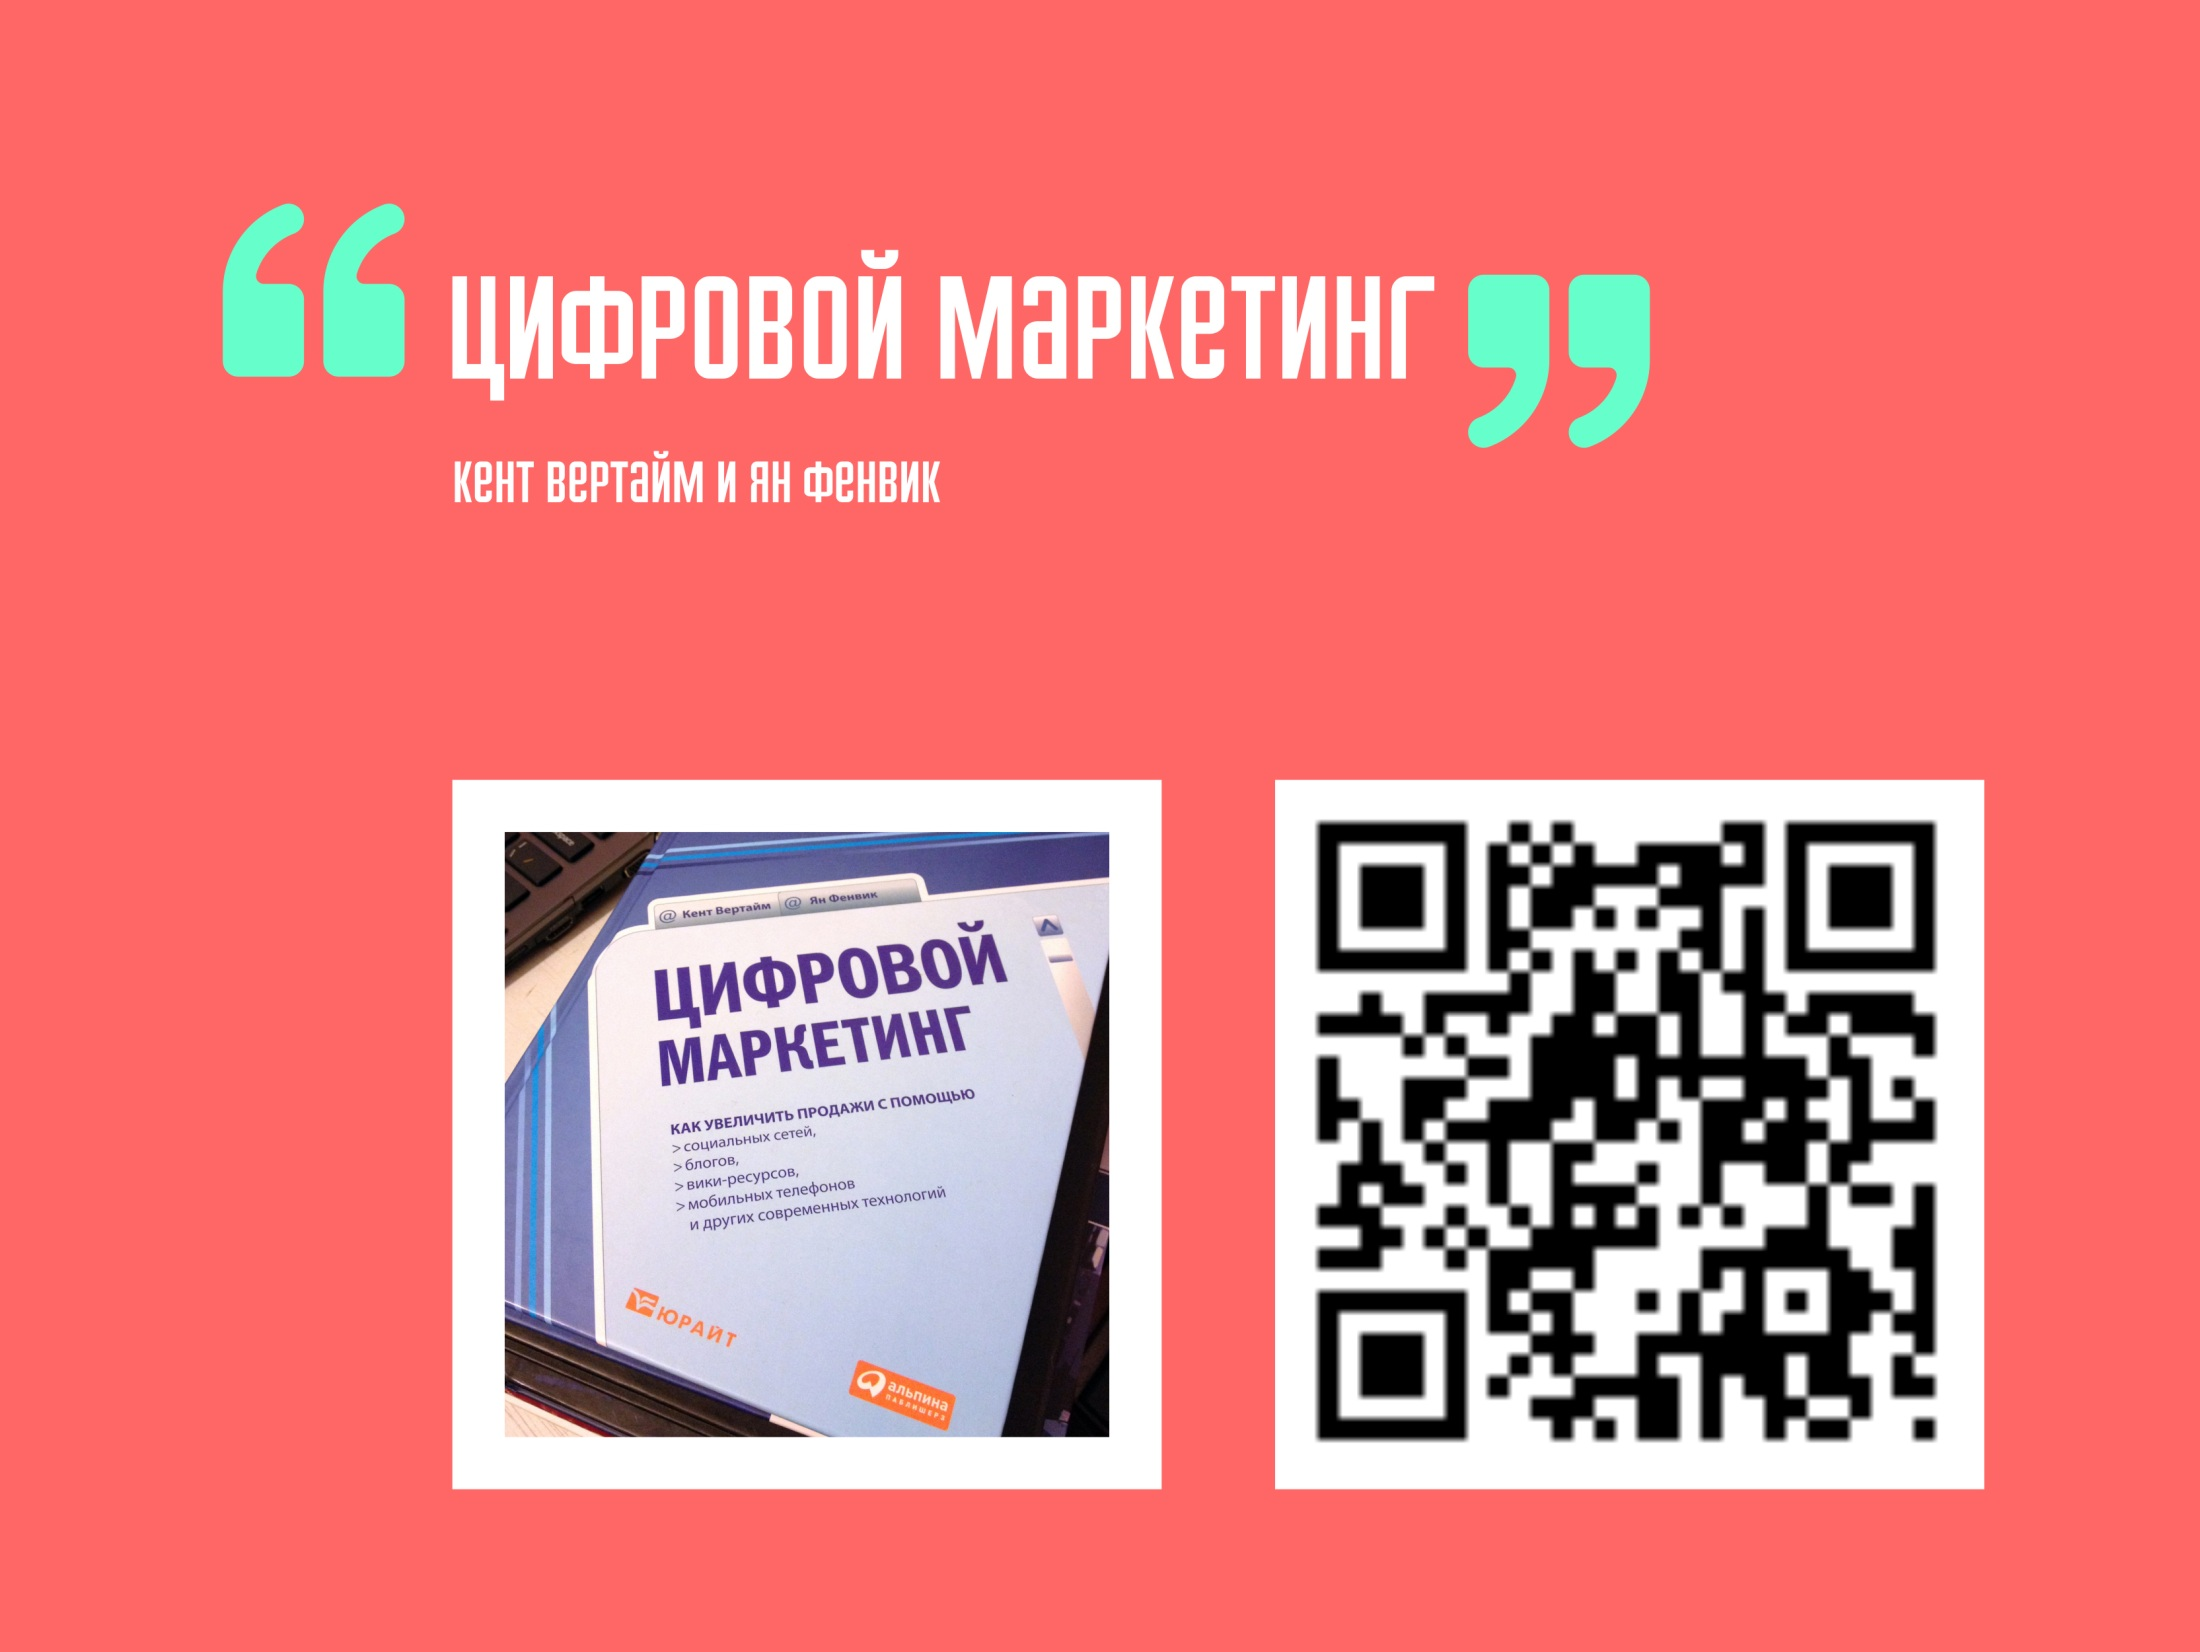 “ ЦИФРОВОЙ МАРКЕТИНГ ”
КЕНТ ВЕРТАЙМ И ЯН ФЕНВИК
@ Кент Вертайм @ Ян Фенвик
ЦИФРОВОЙ
МАРКЕТИНГ
КАК УВЕЛИЧИТЬ ПРОДАЖИ С ПОМОЩЬЮ
> социальных сетей,
> блогов,
> вики-ресурсов,
> мобильных телефонов
и других современных технологий
ЮРАЙТ
альпина
ПАБЛИШЕРЗ